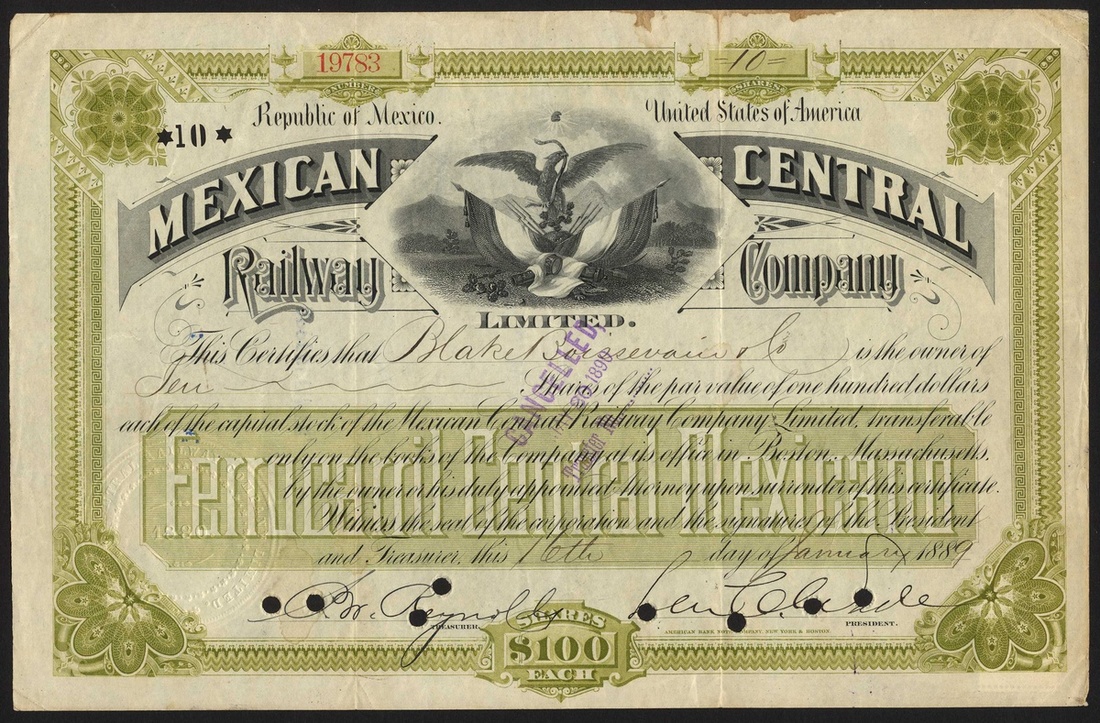 19783
NUMBER
-10-
SHARES
Republic of Mexico.
United States of America
★10★
MEXICAN CENTRAL
Railway Company
LIMITED.
This Certifies that Blake Boissevain & Co is the owner of
Ten Shares of the par value of one hundred dollars
each of the capital stock of the Mexican Central Railway Company, Limited, transferable
only on the books of the Company at its office in Boston, Massachusetts,
by the owner or his duly appointed attorney upon surrender of this certificate.
Witness the seal of the corporation and the signatures of the President
and Treasurer, this 16th day of January 1889
Ferrocarril Central Mexicano
CANCELLED
1890
1880
LIMITED
TREASURER.
PRESIDENT.
AMERICAN BANK NOTE COMPANY, NEW YORK & BOSTON.
SHARES
$100
EACH